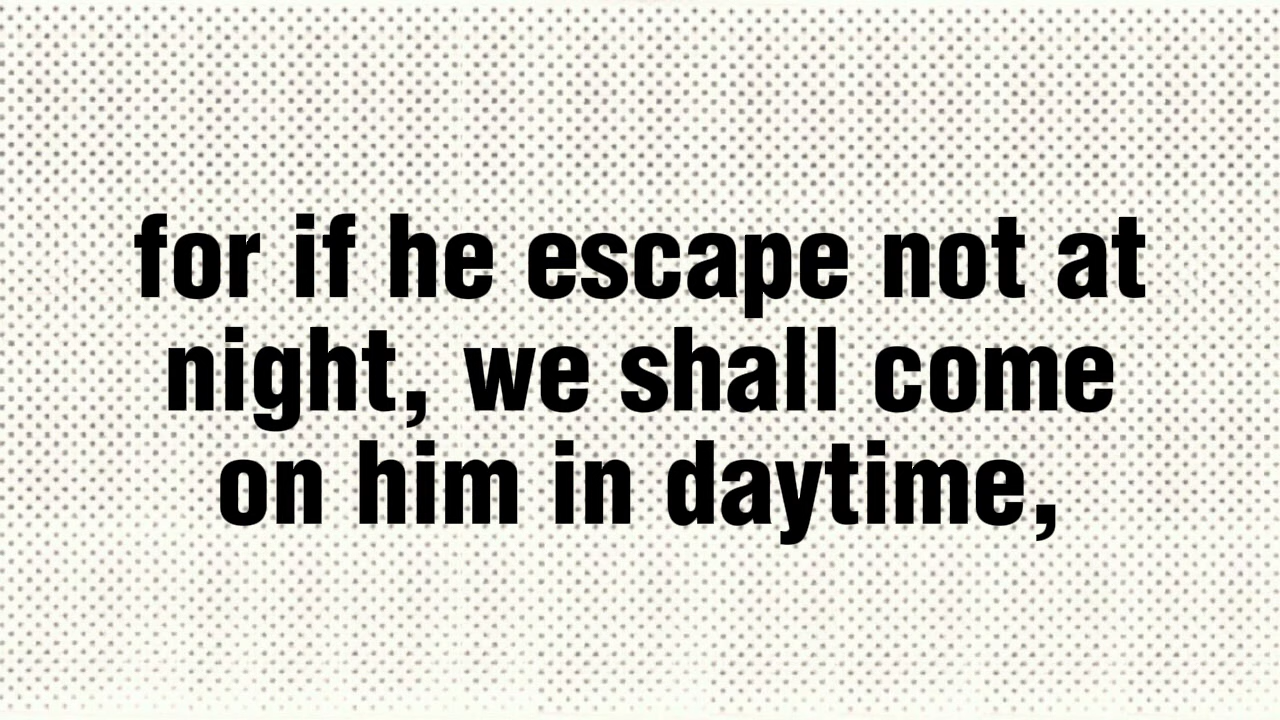 for if he escape not at
night, we shall come
on him in daytime,